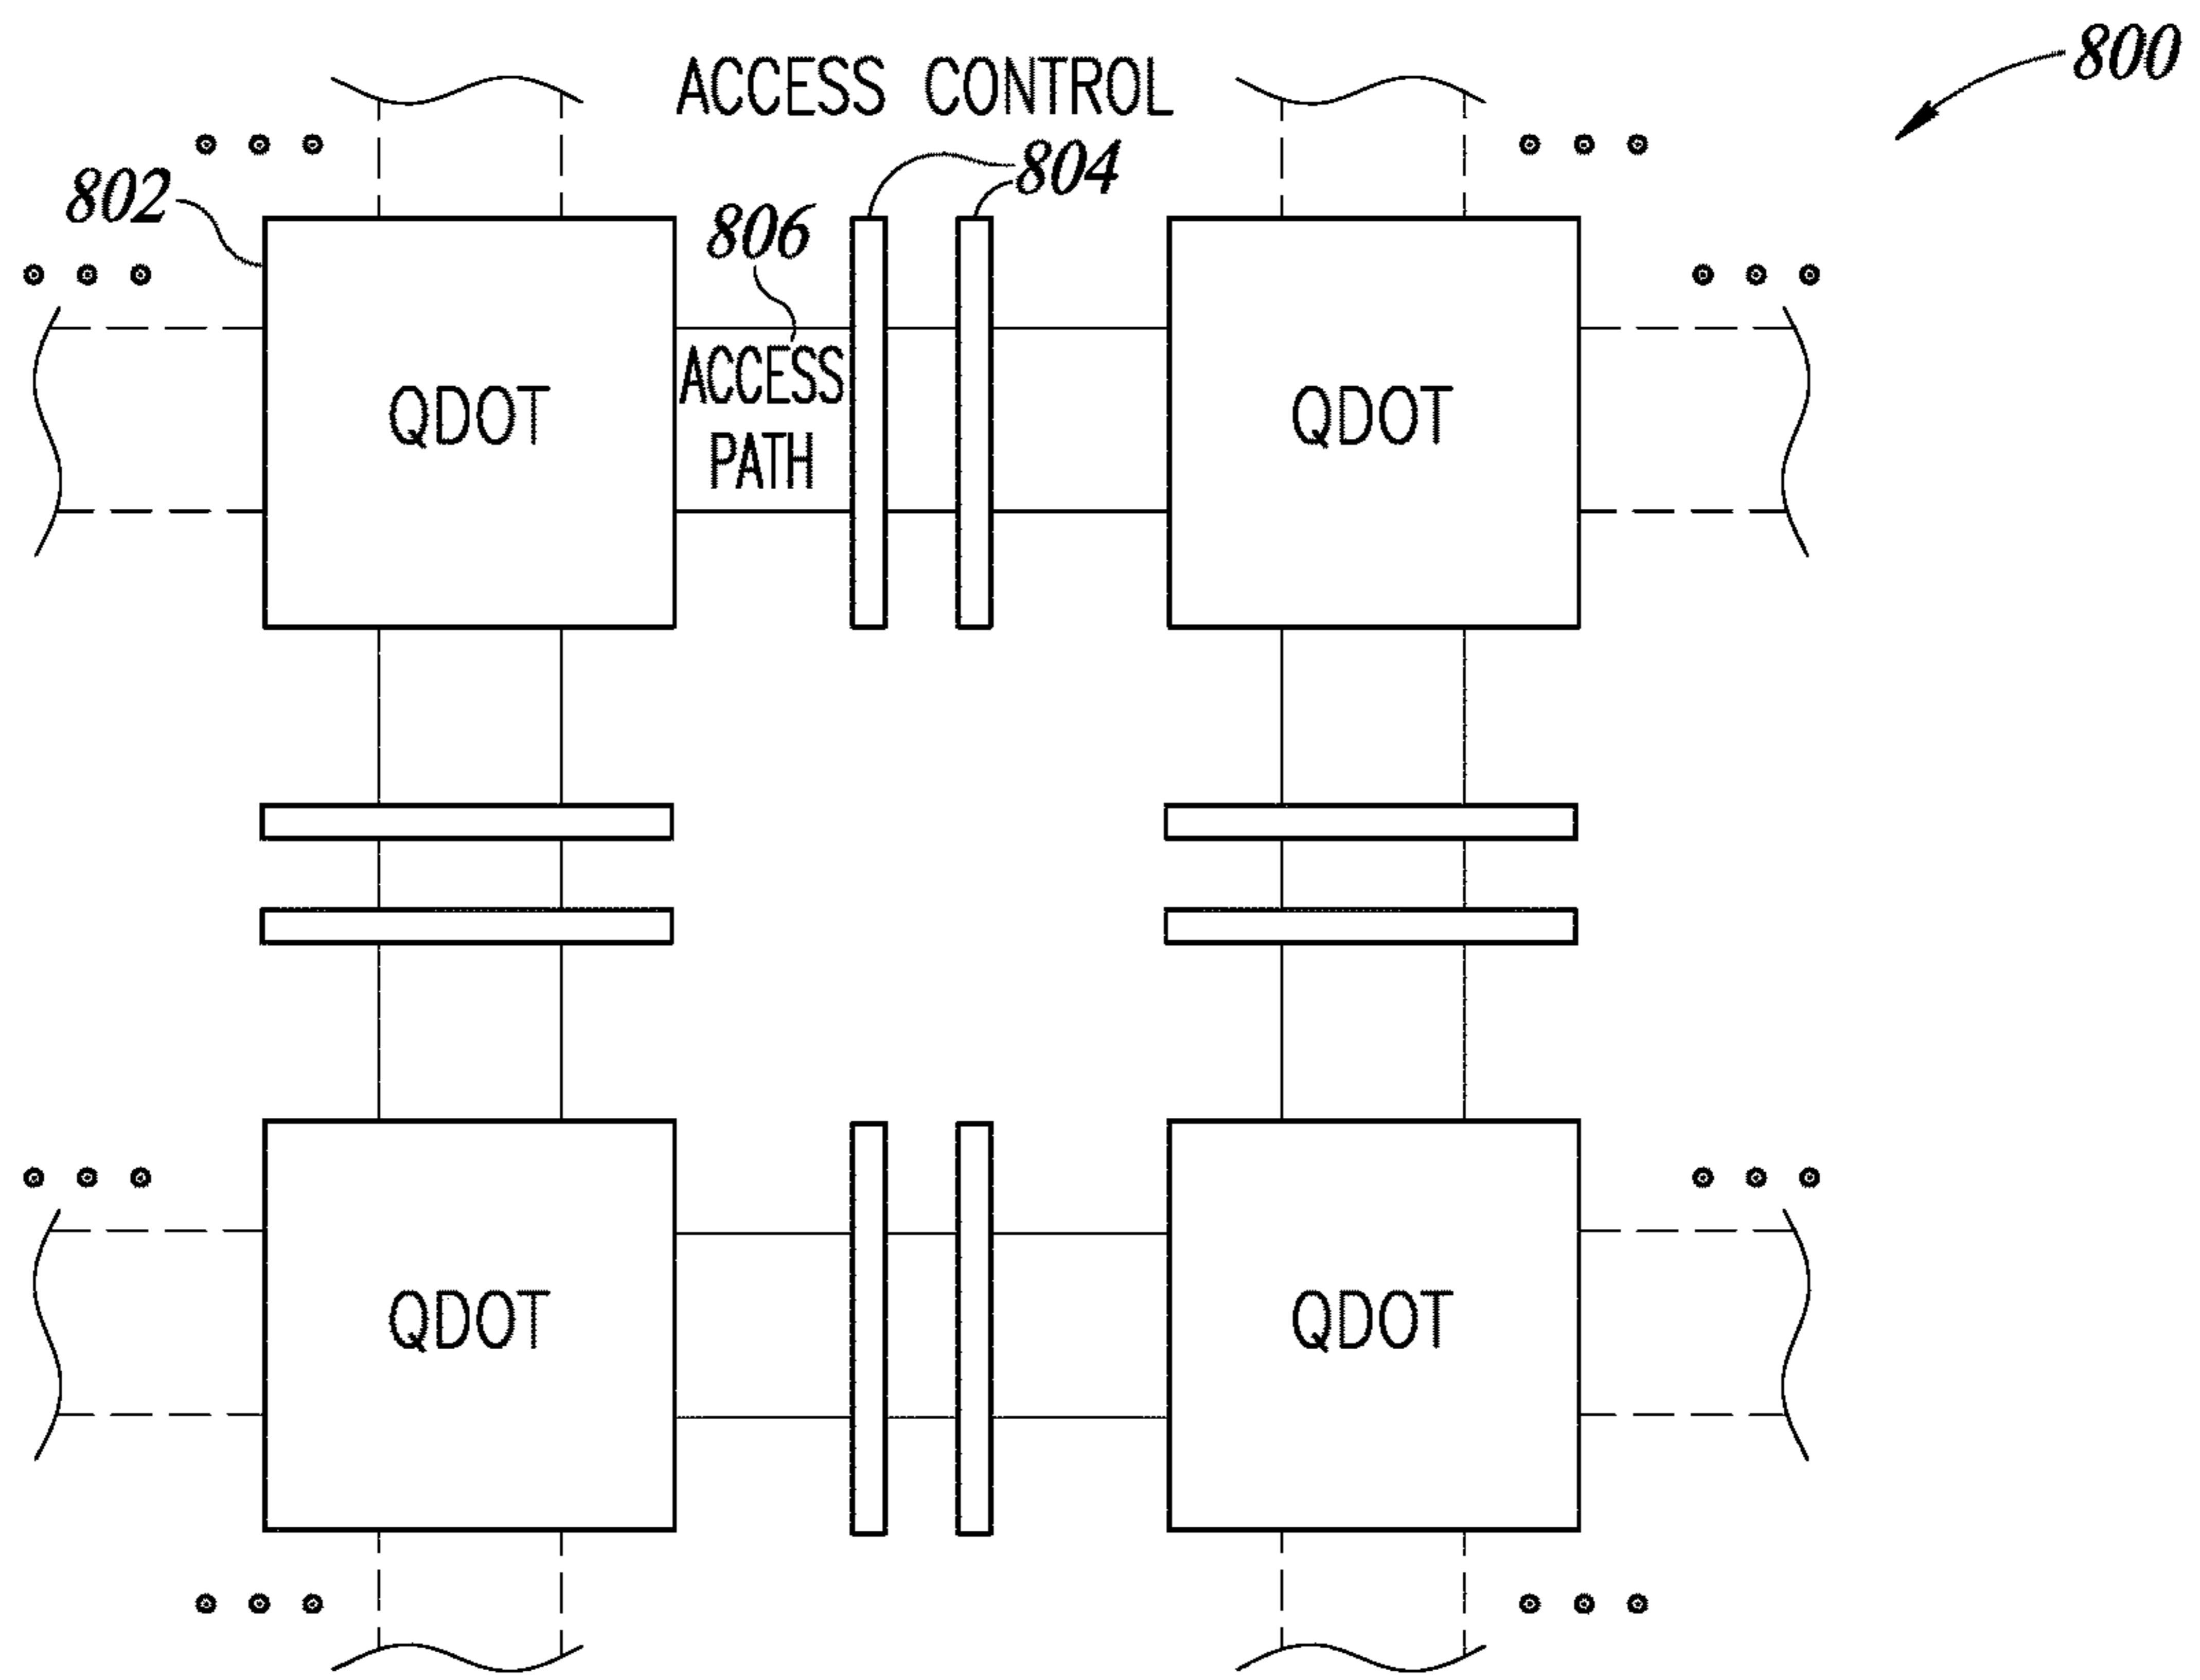 800
ACCESS CONTROL
804
802
806
ACCESS
PATH
QDOT
QDOT
QDOT
QDOT